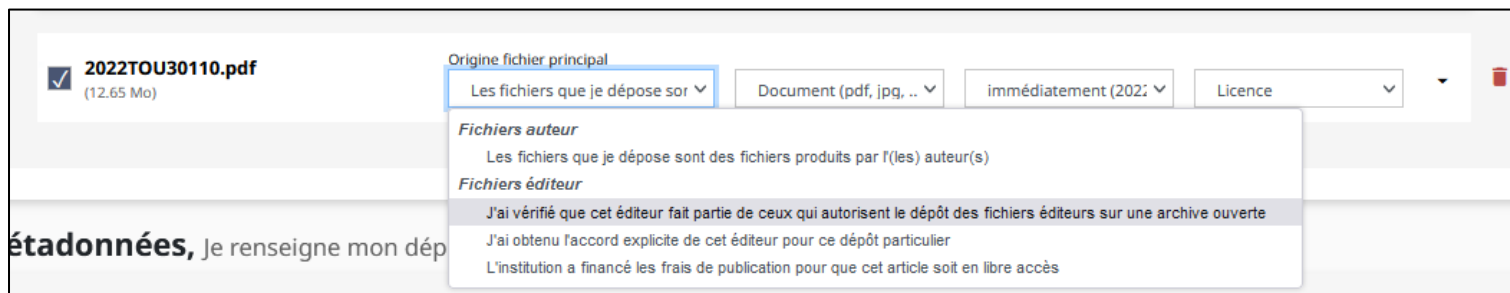 2022TOU30110.pdf
(12.65 Mo)
Origine fichier principal
Les fichiers que je dépose sor
Document (pdf, jpg, ..
immédiatement (2022
Licence
Fichiers auteur
Les fichiers que je dépose sont des fichiers produits par l'(les) auteur(s)
Fichiers éditeur
J'ai vérifié que cet éditeur fait partie de ceux qui autorisent le dépôt des fichiers éditeurs sur une archive ouverte
J'ai obtenu l'accord explicite de cet éditeur pour ce dépôt particulier
L'institution a financé les frais de publication pour que cet article soit en libre accès
étadonnées, Je renseigne mon dép